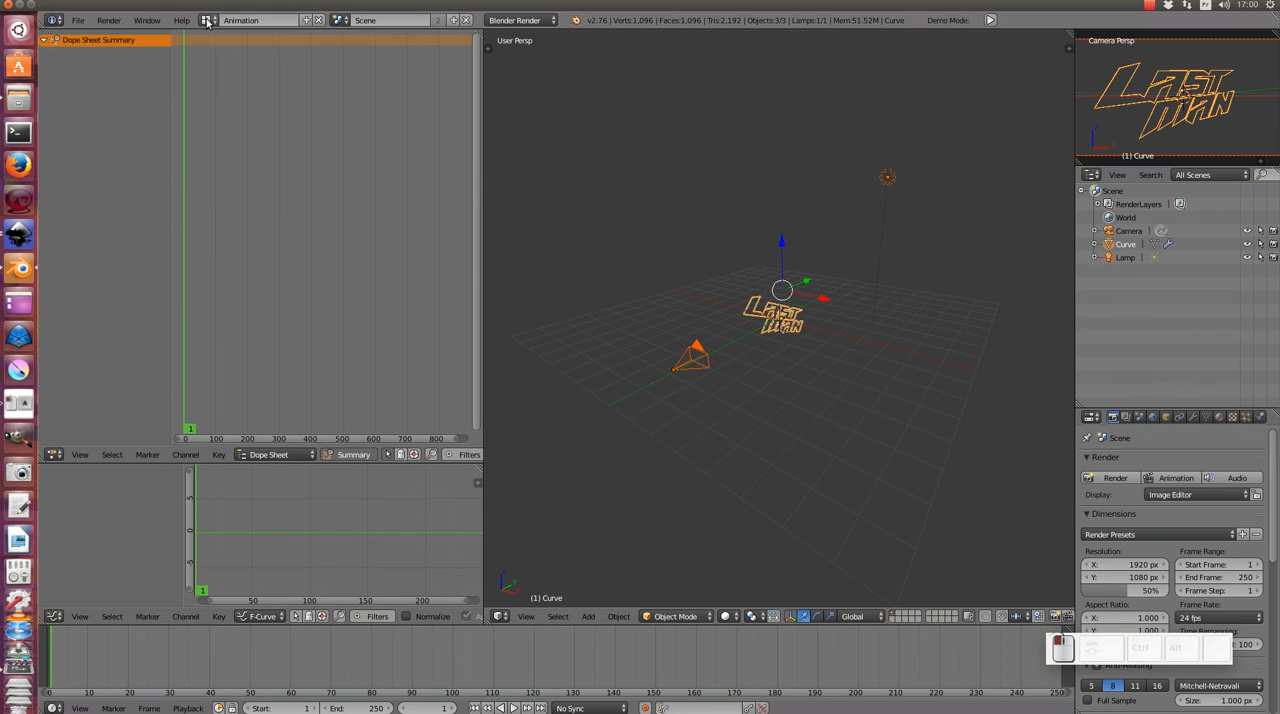 Fr 17:00
File Render Window Help Animation Scene 2 Blender Render v2.76 | Verts:1,096 | Faces:1,096 | Tris:2,192 | Objects:3/3 | Lamps:1/1 | Mem:51.52M | Curve Demo Mode:
Dope Sheet Summary
1
0 100 200 300 400 500 600 700 800
View Select Marker Channel Key Dope Sheet Summary Filters
5
0
-5
1
50 100 150 200
View Select Marker Channel Key F-Curve Filters Normalize
User Persp
LAST
MAN
(1) Curve
View Select Add Object Object Mode Global
Camera Persp
LAST
MAN
(1) Curve
View Search All Scenes
Scene
RenderLayers
World
Camera
Curve
Lamp
Scene
Render
Render Animation Audio
Display: Image Editor
Dimensions
Render Presets
Resolution: Frame Range:
X: 1920 px Start Frame: 1
Y: 1080 px End Frame: 250
50% Frame Step: 1
Aspect Ratio: Frame Rate:
X: 1.000 24 fps
Ctrl Alt
100
5 8 11 16 Mitchell-Netravali
Full Sample Size: 1.000 px
0 10 20 30 40 50 60 70 80 90 100 110 120 130 140 150 160 170 180 190 200 210 220 230 240 250
View Marker Frame Playback Start: 1 End: 250 1 No Sync